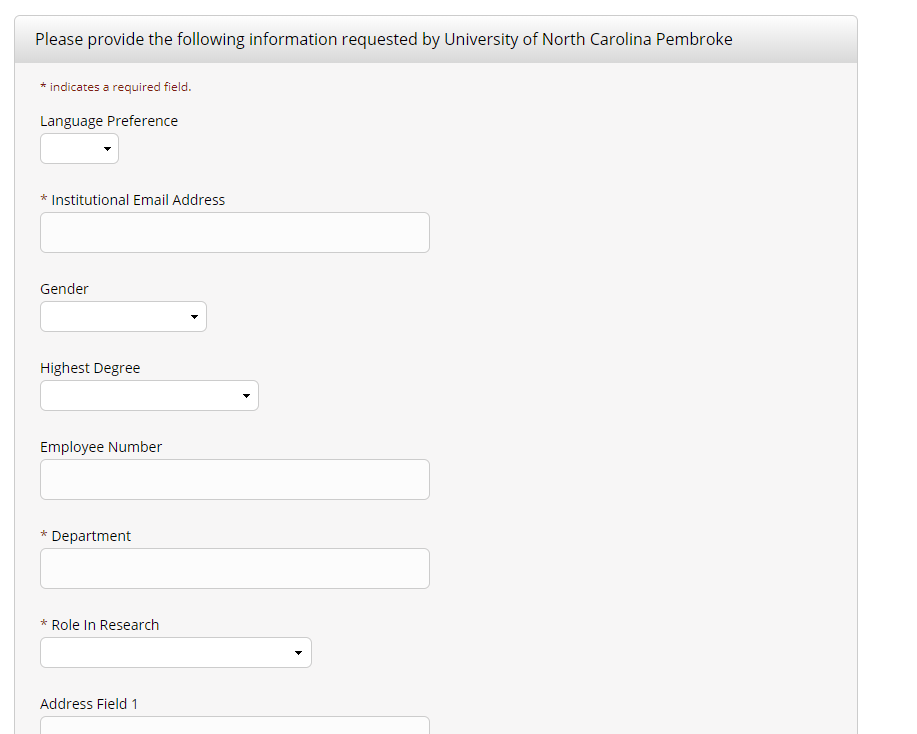 Please provide the following information requested by University of North Carolina Pembroke
* indicates a required field.
Language Preference
* Institutional Email Address
Gender
Highest Degree
Employee Number
* Department
* Role In Research
Address Field 1